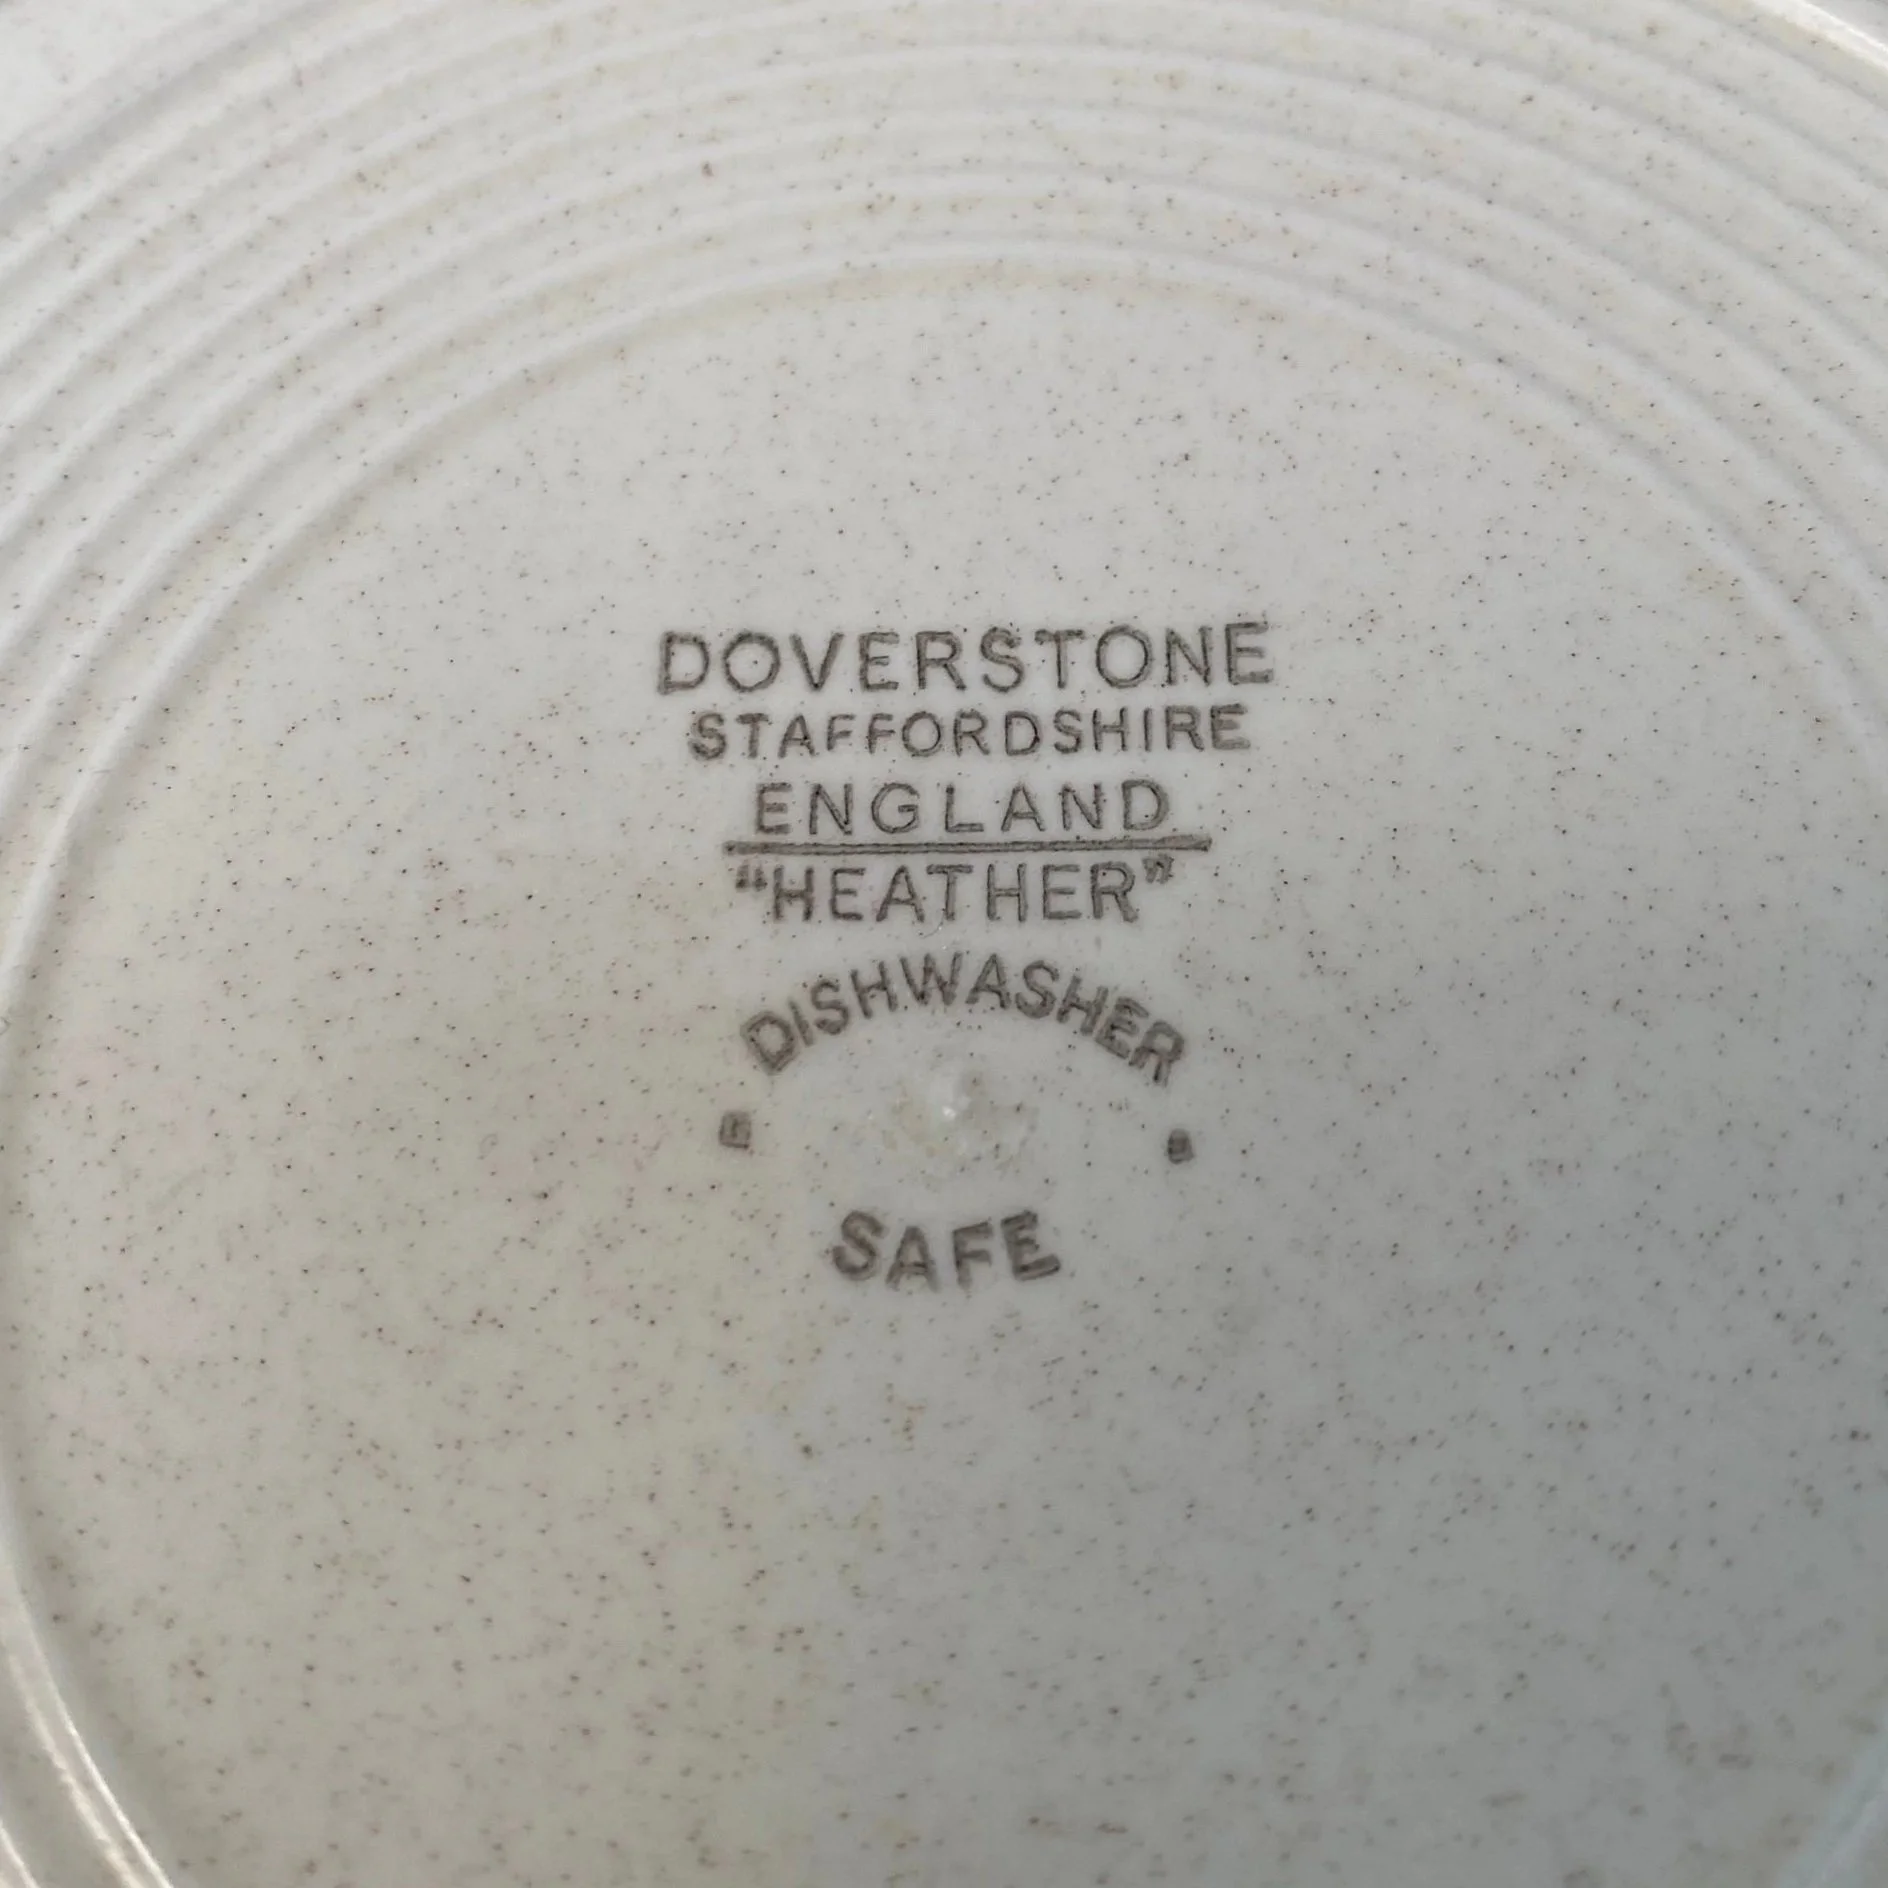 DOVERSTONE
STAFFORDSHIRE
ENGLAND
“HEATHER”
DISHWASHER
SAFE